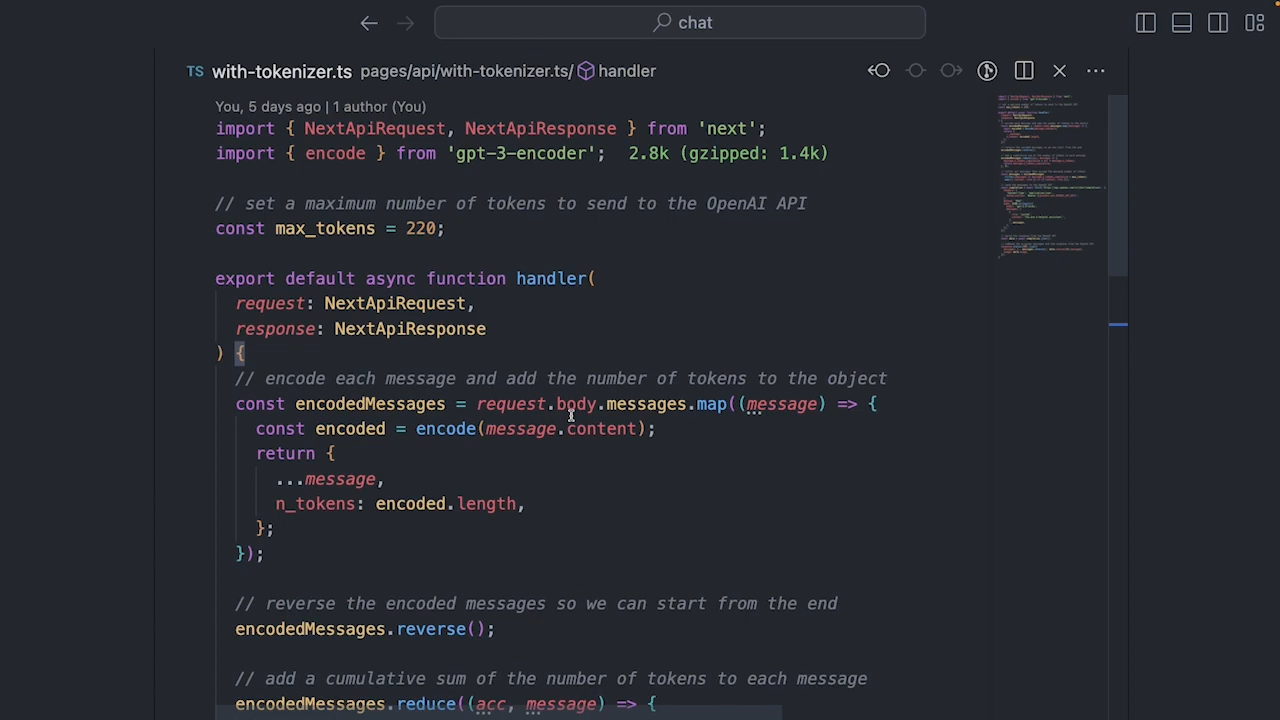 chat
TS with-tokenizer.ts pages/api/with-tokenizer.ts/ handler
You, 5 days ago | 1 author (You)
import { NextApiRequest, NextApiResponse } from 'next';
import { encode } from 'gpt-3-encoder'; 2.8k (gzipped: 1.4k)
// set a maximum number of tokens to send to the OpenAI API
const max_tokens = 220;
export default async function handler(
request: NextApiRequest,
response: NextApiResponse
) {
// encode each message and add the number of tokens to the object
const encodedMessages = request.body.messages.map((message) => {
const encoded = encode(message.content);
return {
...message,
n_tokens: encoded.length,
};
});
// reverse the encoded messages so we can start from the end
encodedMessages.reverse();
// add a cumulative sum of the number of tokens to each message
encodedMessages.reduce((acc, message) => {